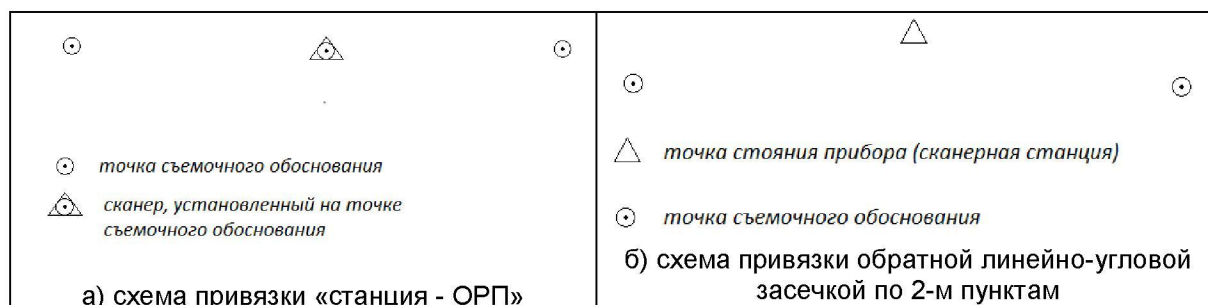 точка съемочного обоснования
сканер, установленный на точке
съемочного обоснования
а) схема привязки «станция - ОРП»
точка стояния прибора (сканерная станция)
точка съемочного обоснования
б) схема привязки обратной линейно-угловой
засечкой по 2-м пунктам